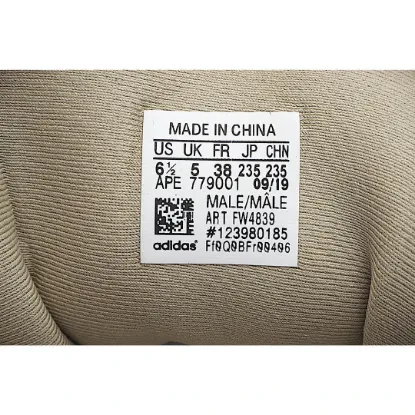 MADE IN CHINA
US UK FR JP CHN
6½ 5 38 235 235
APE 779001 09/19
MALE/MÂLE
ART FW4839
#123980185
adidas® Ff0Q0BFr00406